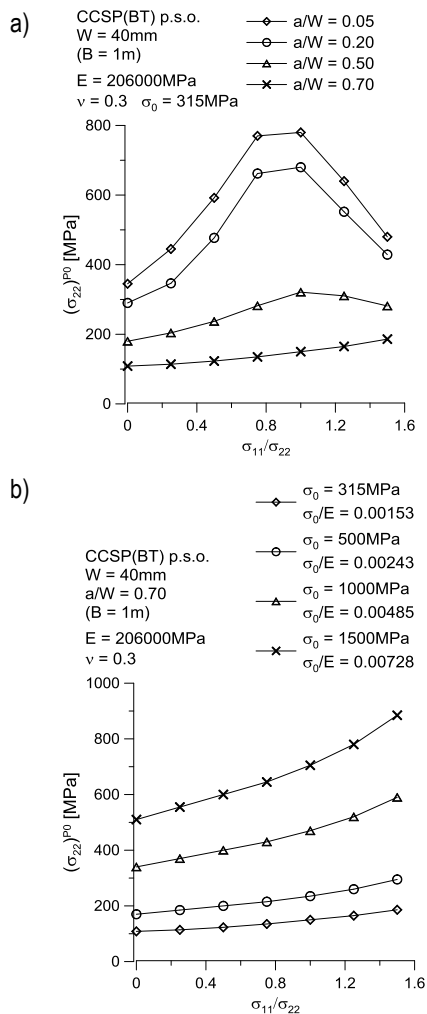 a)
CCSP(BT) p.s.o.
W = 40mm
(B = 1m)
E = 206000MPa
ν = 0.3 σ₀ = 315MPa
a/W = 0.05
a/W = 0.20
a/W = 0.50
a/W = 0.70
800
600
400
200
0
(σ₂₂)ᴾ⁰ [MPa]
0 0.4 0.8 1.2 1.6
σ₁₁/σ₂₂
b)
σ₀ = 315MPa
σ₀/E = 0.00153
σ₀ = 500MPa
σ₀/E = 0.00243
σ₀ = 1000MPa
σ₀/E = 0.00485
σ₀ = 1500MPa
σ₀/E = 0.00728
CCSP(BT) p.s.o.
W = 40mm
a/W = 0.70
(B = 1m)
E = 206000MPa
ν = 0.3
1000
800
600
400
200
0
(σ₂₂)ᴾ⁰ [MPa]
0 0.4 0.8 1.2 1.6
σ₁₁/σ₂₂